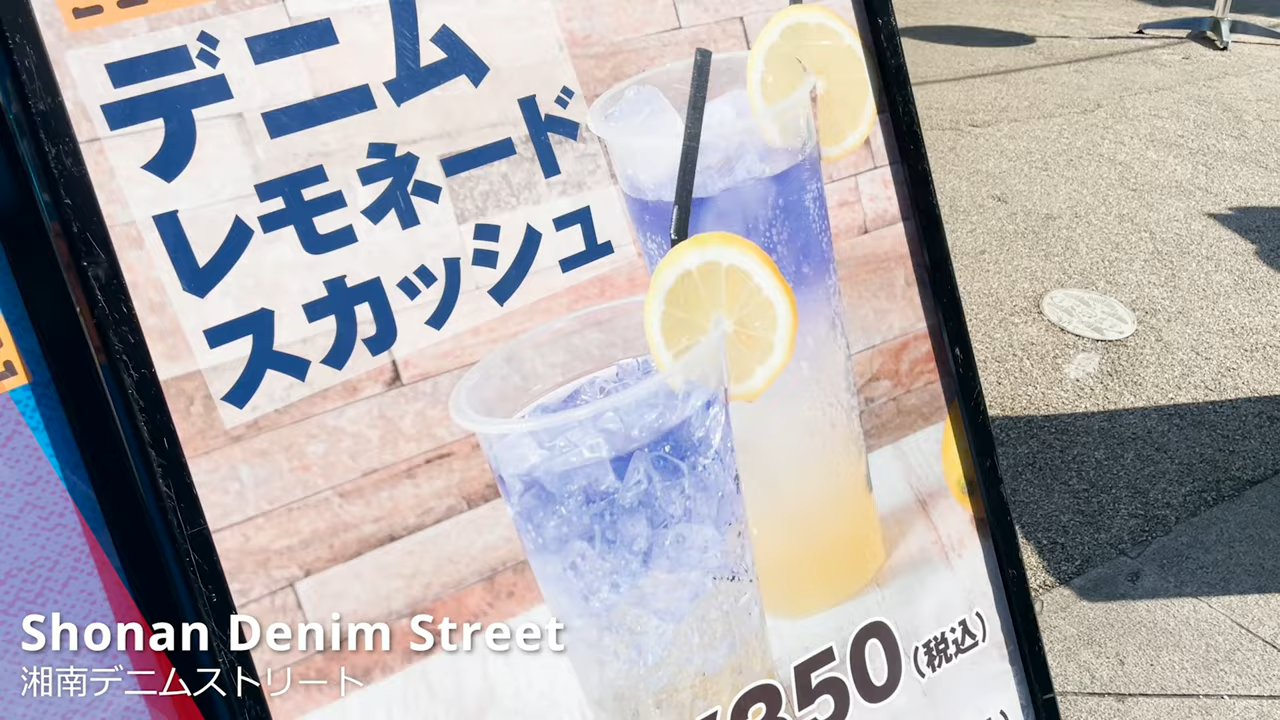 デニム
レモネード
スカッシュ
850(税込)
Shonan Denim Street
湘南デニムストリート